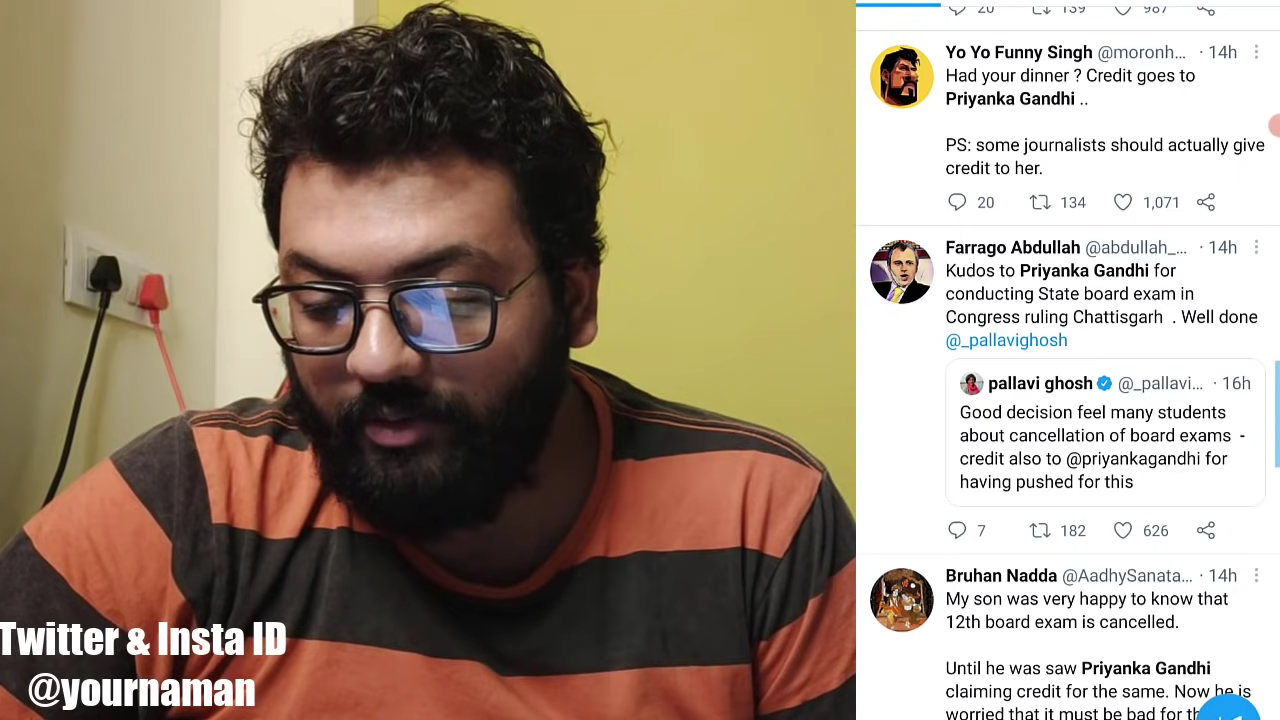 Twitter & Insta ID
@yournaman
20 139 987
Yo Yo Funny Singh @moronh... · 14h
Had your dinner ? Credit goes to
Priyanka Gandhi ..
PS: some journalists should actually give
credit to her.
20 134 1,071
Farrago Abdullah @abdullah_... · 14h
Kudos to Priyanka Gandhi for
conducting State board exam in
Congress ruling Chattisgarh . Well done
@_pallavighosh
pallavi ghosh @_pallavi... · 16h
Good decision feel many students
about cancellation of board exams -
credit also to @priyankagandhi for
having pushed for this
7 182 626
Bruhan Nadda @AadhySanata... · 14h
My son was very happy to know that
12th board exam is cancelled.
Until he was saw Priyanka Gandhi
claiming credit for the same. Now he is
worried that it must be bad for